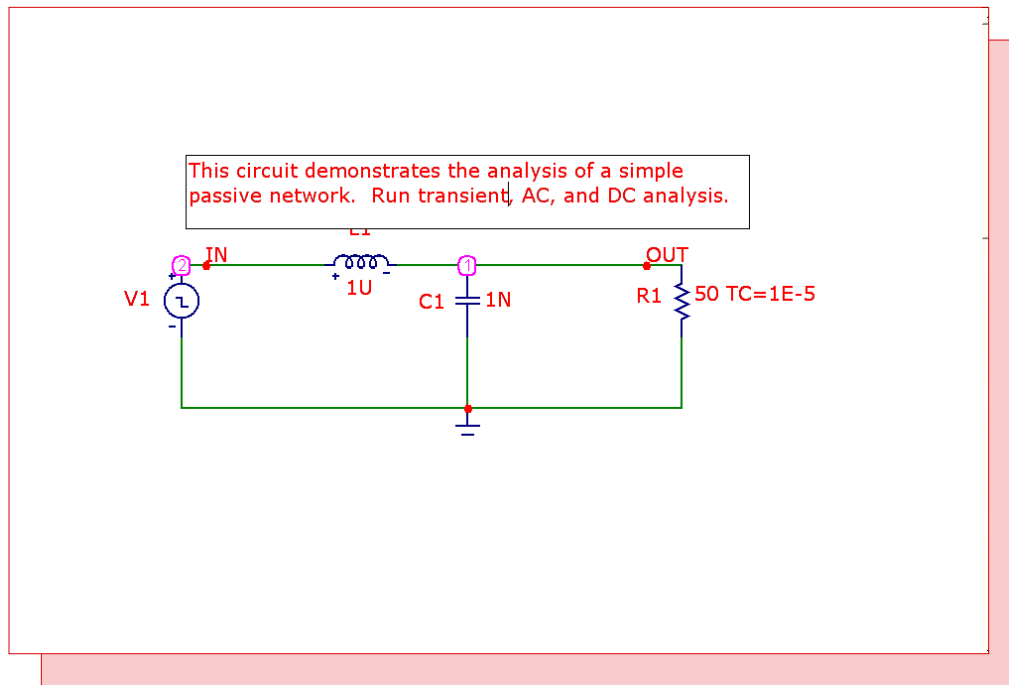 This circuit demonstrates the analysis of a simple
passive network.  Run transient, AC, and DC analysis.
L1
2 IN
1
OUT
+ -
1U
V1
+
-
C1 1N
R1 50 TC=1E-5